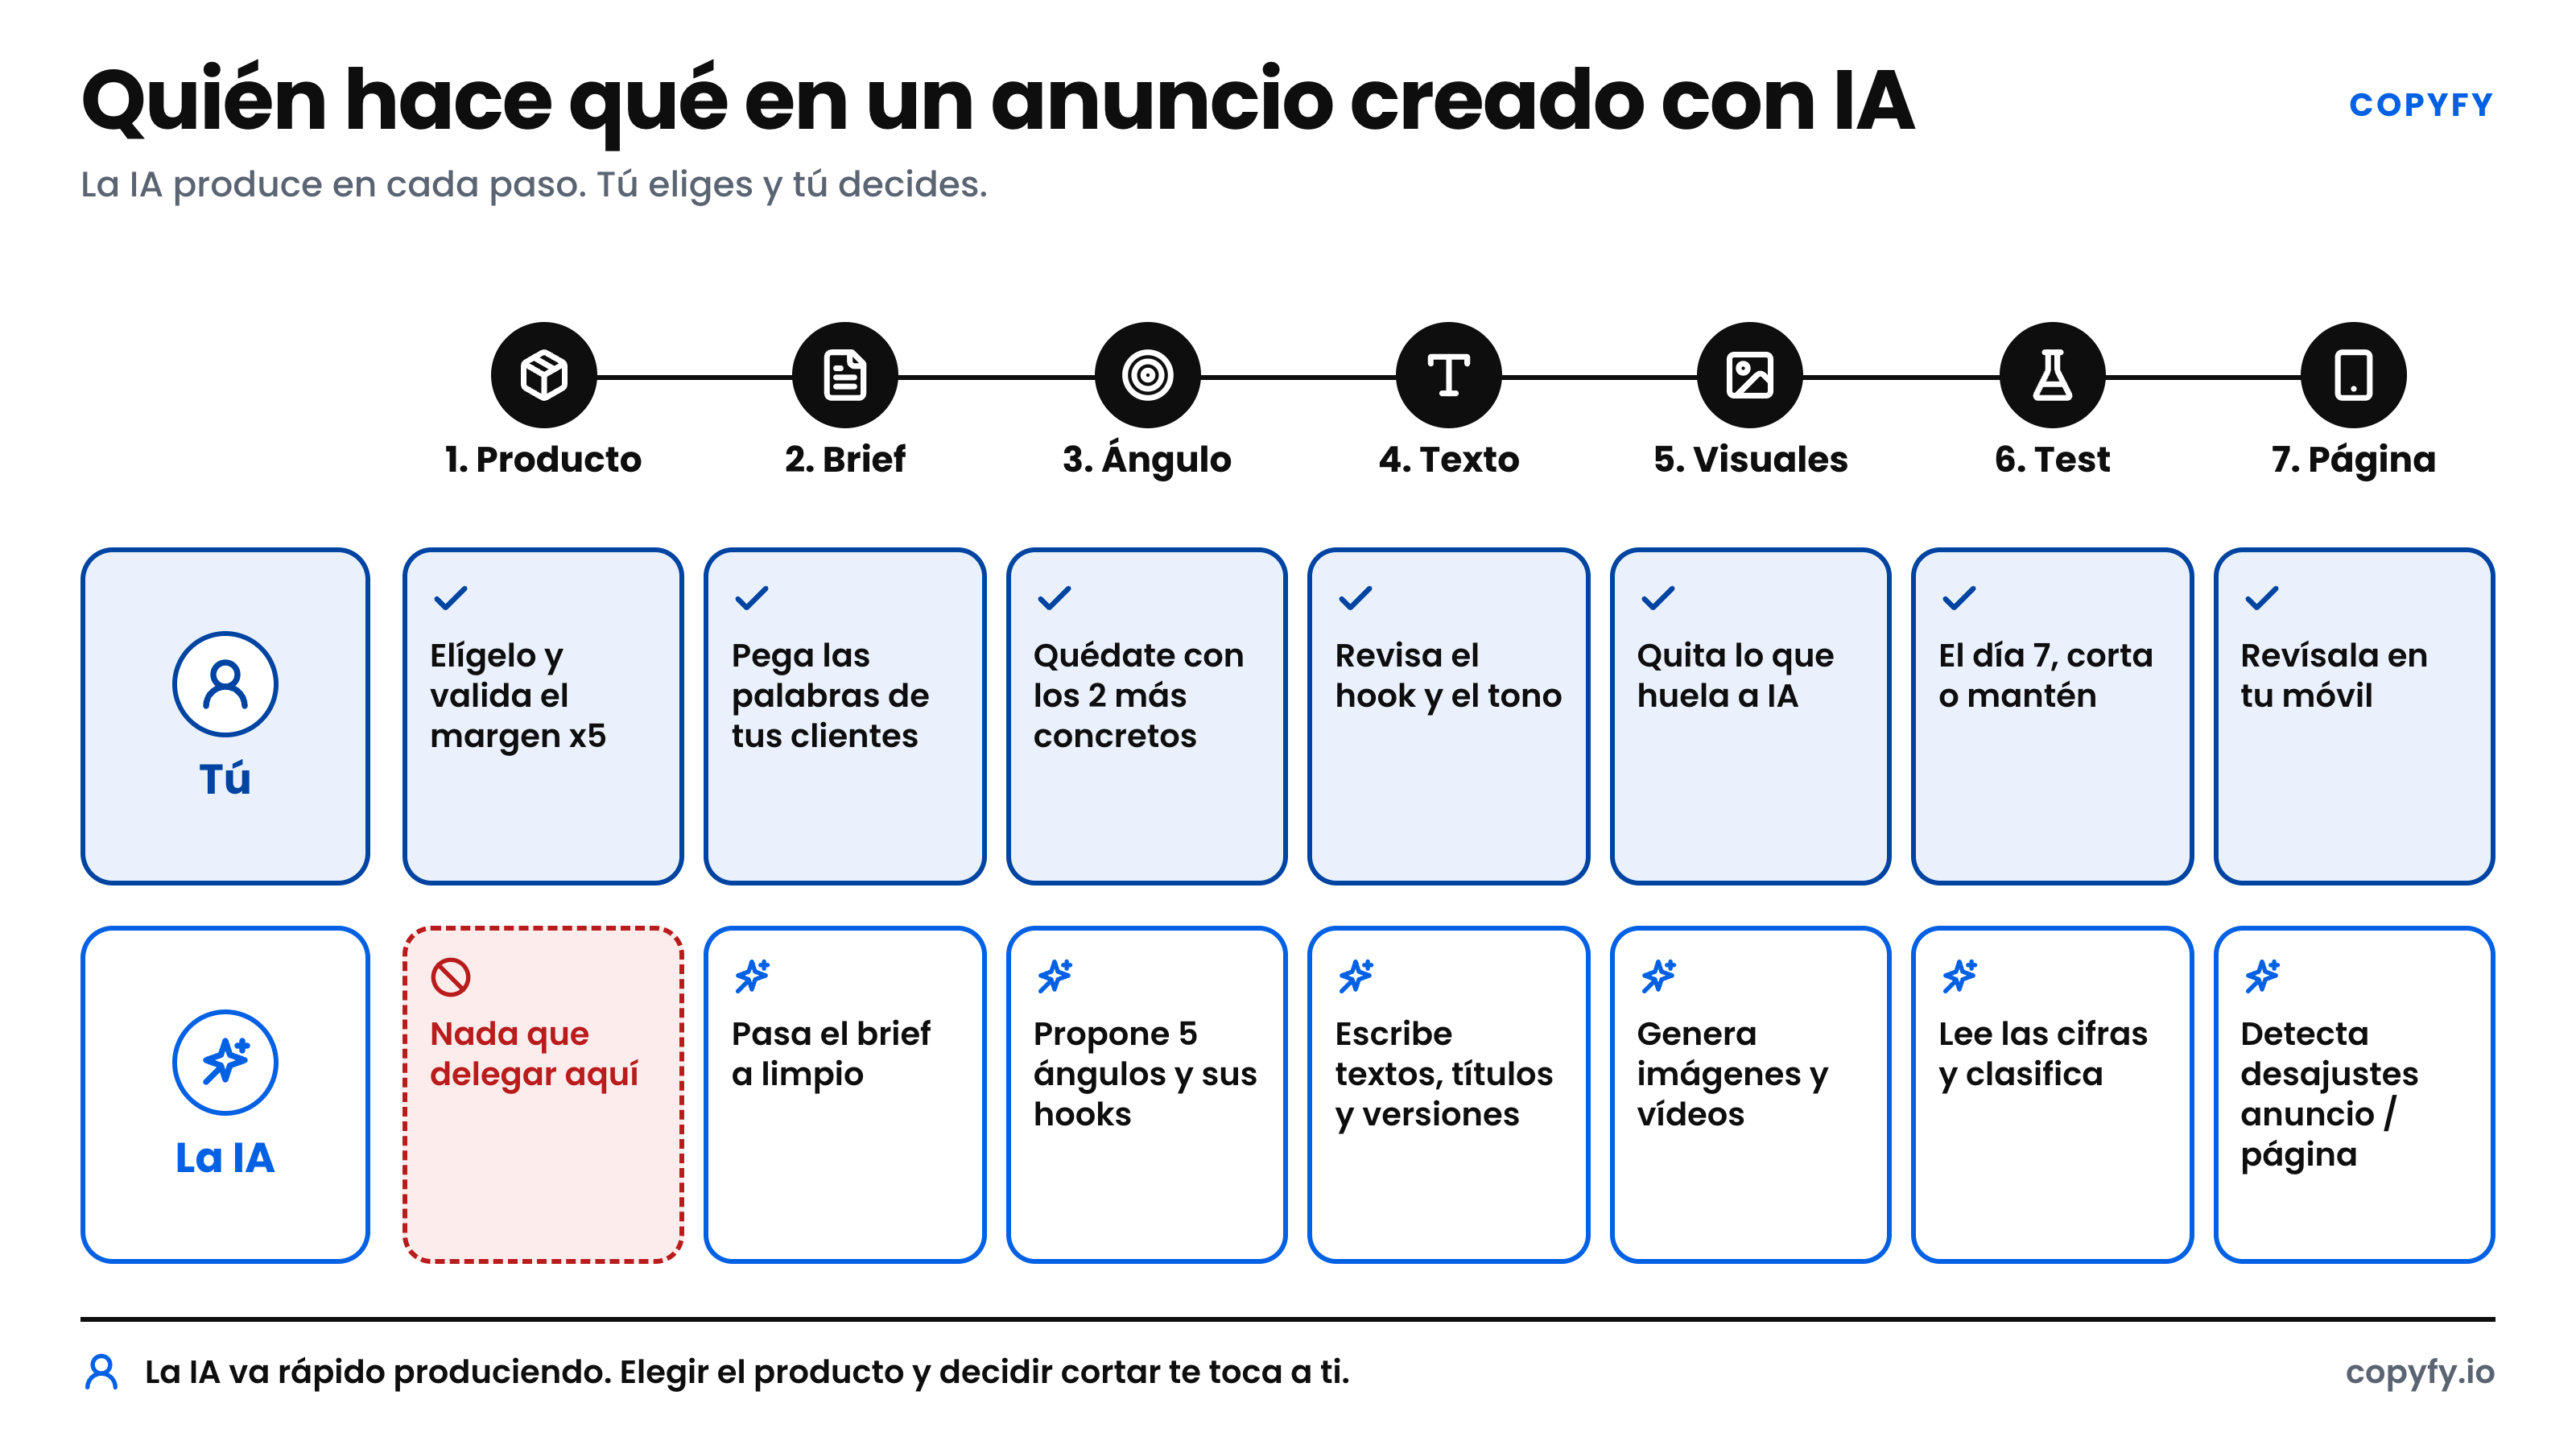 Quién hace qué en un anuncio creado con IA
COPYFY
La IA produce en cada paso. Tú eliges y tú decides.
1. Producto
2. Brief
3. Ángulo
4. Texto
5. Visuales
6. Test
7. Página
Tú
Elígelo y
valida el
margen x5
Pega las
palabras de
tus clientes
Quédate con
los 2 más
concretos
Revisa el
hook y el tono
Quita lo que
huela a IA
El día 7, corta
o mantén
Revísala en
tu móvil
La IA
Nada que
delegar aquí
Pasa el brief
a limpio
Propone 5
ángulos y sus
hooks
Escribe
textos, títulos
y versiones
Genera
imágenes y
vídeos
Lee las cifras
y clasifica
Detecta
desajustes
anuncio /
página
La IA va rápido produciendo. Elegir el producto y decidir cortar te toca a ti.
copyfy.io